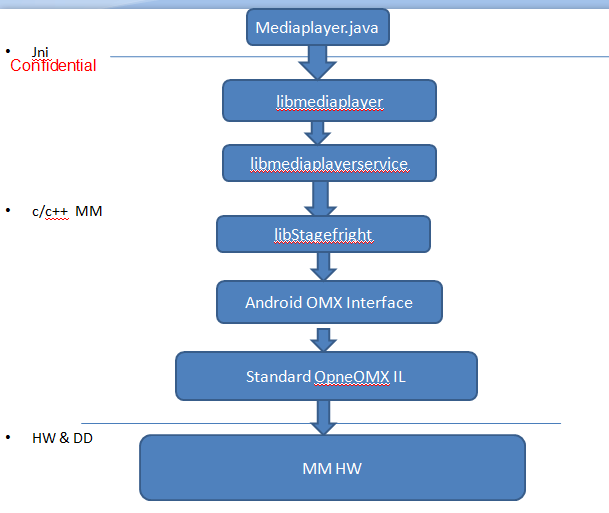 Mediaplayer.java
Jni
Confidential
libmediaplayer
libmediaplayerservice
c/c++ MM
libStagefright
Android OMX Interface
Standard OpneOMX IL
HW & DD
MM HW